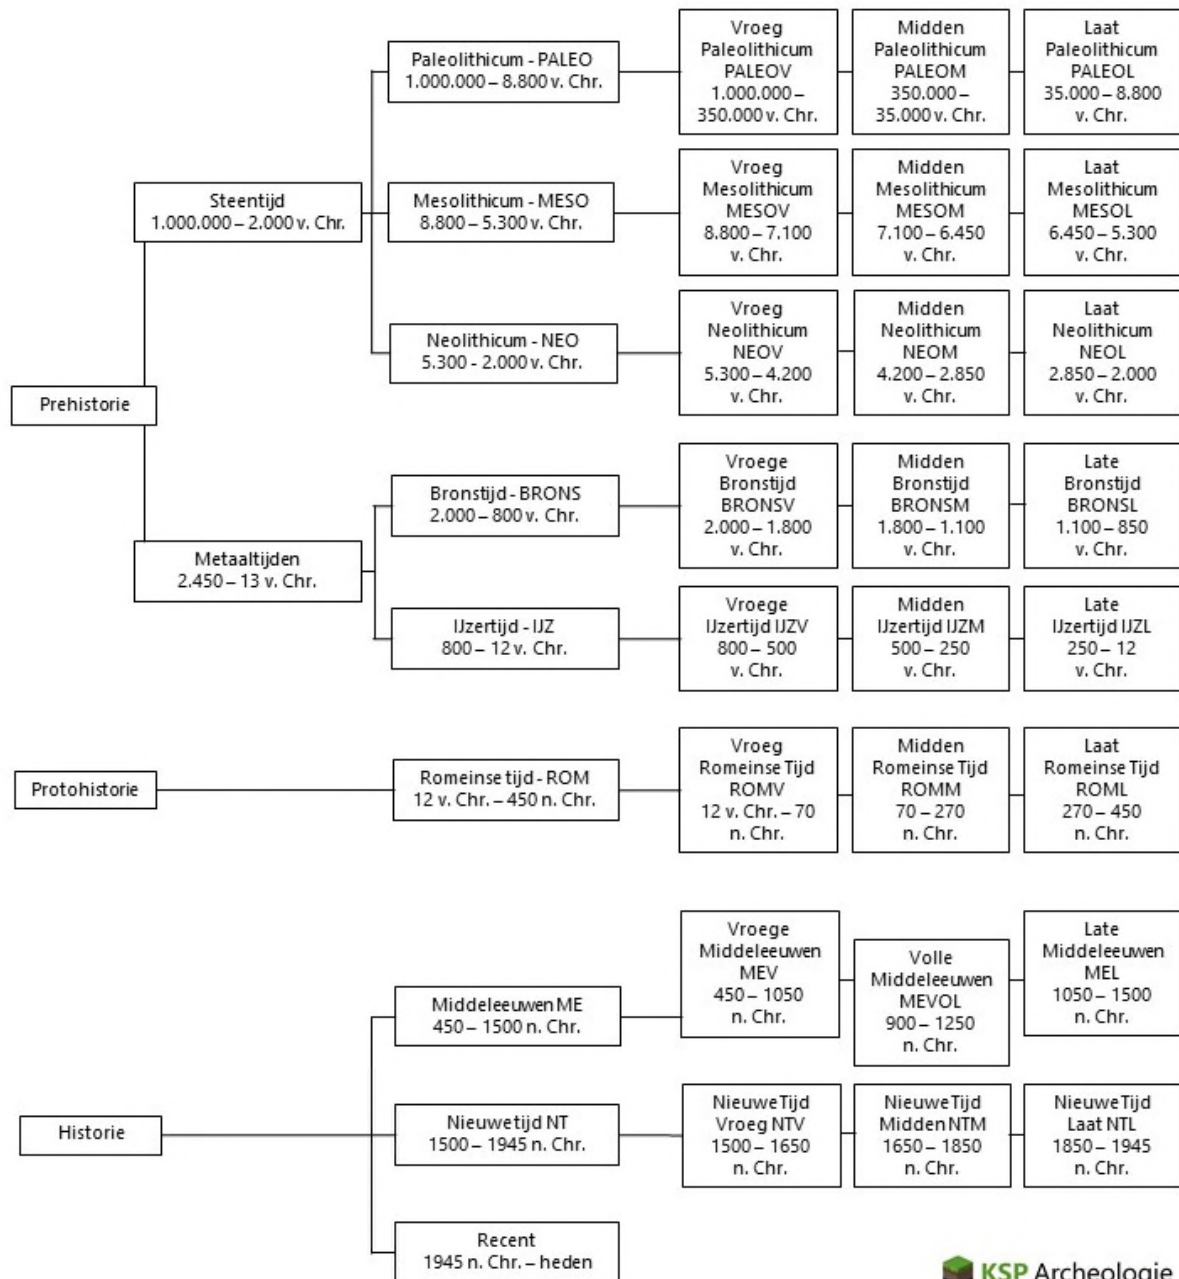 Paleolithicum - PALEO
1.000.000 – 8.800 v. Chr.
Vroeg
Paleolithicum
PALEOV
1.000.000 –
350.000 v. Chr.
Midden
Paleolithicum
PALEOM
350.000 –
35.000 v. Chr.
Laat
Paleolithicum
PALEOL
35.000 – 8.800
v. Chr.
Steentijd
1.000.000 – 2.000 v. Chr.
Mesolithicum - MESO
8.800 – 5.300 v. Chr.
Vroeg
Mesolithicum
MESOV
8.800 – 7.100
v. Chr.
Midden
Mesolithicum
MESOM
7.100 – 6.450
v. Chr.
Laat
Mesolithicum
MESOL
6.450 – 5.300
v. Chr.
Neolithicum - NEO
5.300 - 2.000 v. Chr.
Vroeg
Neolithicum
NEOV
5.300 – 4.200
v. Chr.
Midden
Neolithicum
NEOM
4.200 – 2.850
v. Chr.
Laat
Neolithicum
NEOL
2.850 – 2.000
v. Chr.
Prehistorie
Bronstijd - BRONS
2.000 – 800 v. Chr.
Vroege
Bronstijd
BRONSV
2.000 – 1.800
v. Chr.
Midden
Bronstijd
BRONSM
1.800 – 1.100
v. Chr.
Late
Bronstijd
BRONSL
1.100 – 850
v. Chr.
Metaaltijden
2.450 – 13 v. Chr.
IJzertijd - IJZ
800 – 12 v. Chr.
Vroege
IJzertijd IJZV
800 – 500
v. Chr.
Midden
IJzertijd IJZM
500 – 250
v. Chr.
Late
IJzertijd IJZL
250 – 12
v. Chr.
Protohistorie
Romeinse tijd - ROM
12 v. Chr. – 450 n. Chr.
Vroeg
Romeinse Tijd
ROMV
12 v. Chr. – 70
n. Chr.
Midden
Romeinse Tijd
ROMM
70 – 270
n. Chr.
Laat
Romeinse Tijd
ROML
270 – 450
n. Chr.
Middeleeuwen ME
450 – 1500 n. Chr.
Vroege
Middeleeuwen
MEV
450 – 1050
n. Chr.
Volle
Middeleeuwen
MEVOL
900 – 1250
n. Chr.
Late
Middeleeuwen
MEL
1050 – 1500
n. Chr.
Historie
Nieuwe tijd NT
1500 – 1945 n. Chr.
Nieuwe Tijd
Vroeg NTV
1500 – 1650
n. Chr.
Nieuwe Tijd
Midden NTM
1650 – 1850
n. Chr.
Nieuwe Tijd
Laat NTL
1850 – 1945
n. Chr.
Recent
1945 n. Chr. – heden
KSP Archeologie